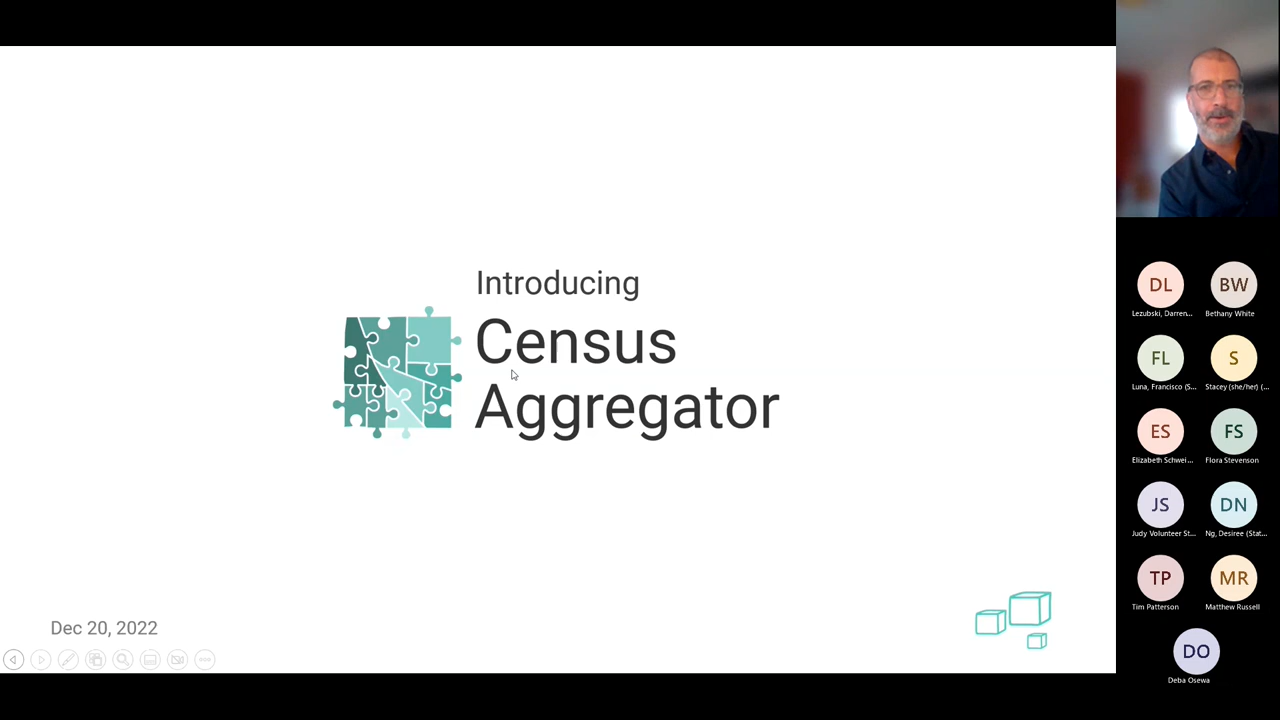 Introducing
Census
Aggregator
Dec 20, 2022
DL
BW
Lezubski, Darren...
Bethany White
FL
S
Luna, Francisco (S...
Stacey (she/her) (...
ES
FS
Elizabeth Schwei...
Flora Stevenson
JS
DN
Judy Volunteer St...
Ng, Desiree (Stat...
TP
MR
Tim Patterson
Matthew Russell
DO
Deba Osewa